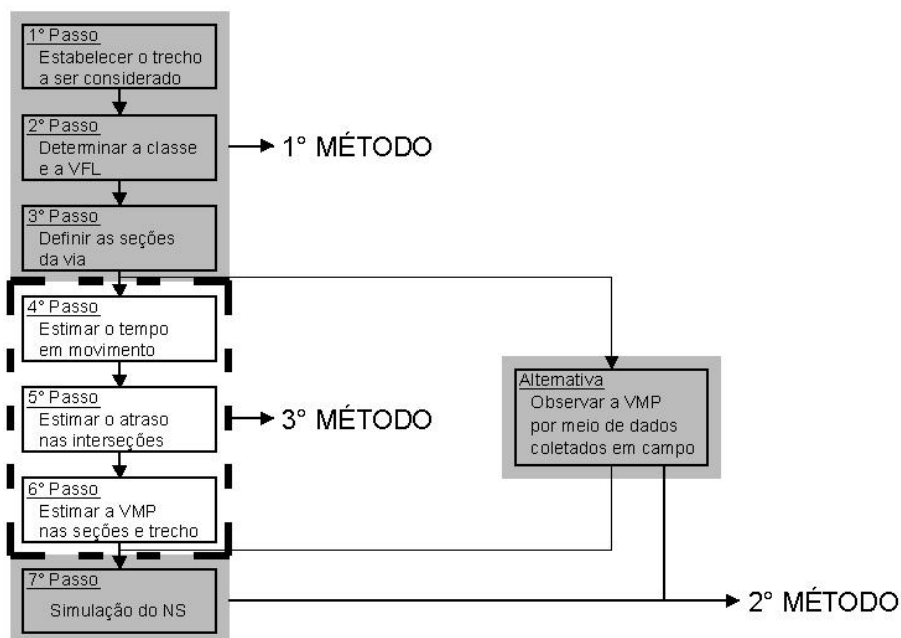 1° Passo
Estabelecer o trecho
a ser considerado
2° Passo
Determinar a classe
e a VFL
1° MÉTODO
3° Passo
Definir as seções
da via
4° Passo
Estimar o tempo
em movimento
5° Passo
Estimar o atraso
nas interseções
3° MÉTODO
6° Passo
Estimar a VMP
nas seções e trecho
Alternativa
Observar a VMP
por meio de dados
coletados em campo
7° Passo
Simulação do NS
2° MÉTODO